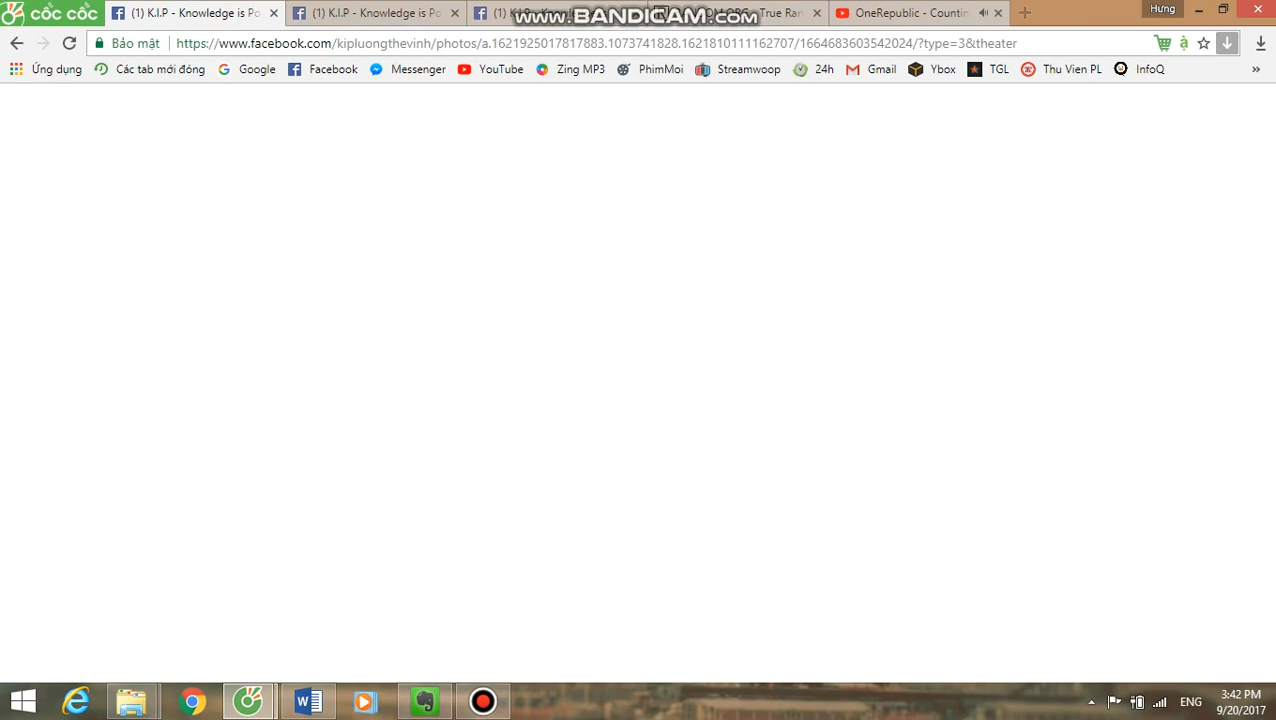 cốc cốc
(1) K.I.P - Knowledge is Po
(1) K.I.P - Knowledge is Po
www.BANDICAM.com
True Ran
OneRepublic - Countin
Hưng
Bảo mật
https://www.facebook.com/kipluongthevinh/photos/a.1621925017817883.1073741828.1621810111162707/1664683603542024/?type=3&theater
Ứng dụng
Các tab mới đóng
Google
Facebook
Messenger
YouTube
Zing MP3
PhimMoi
Streamwoop
24h
Gmail
Ybox
TGL
Thu Vien PL
InfoQ
ENG
3:42 PM
9/20/2017